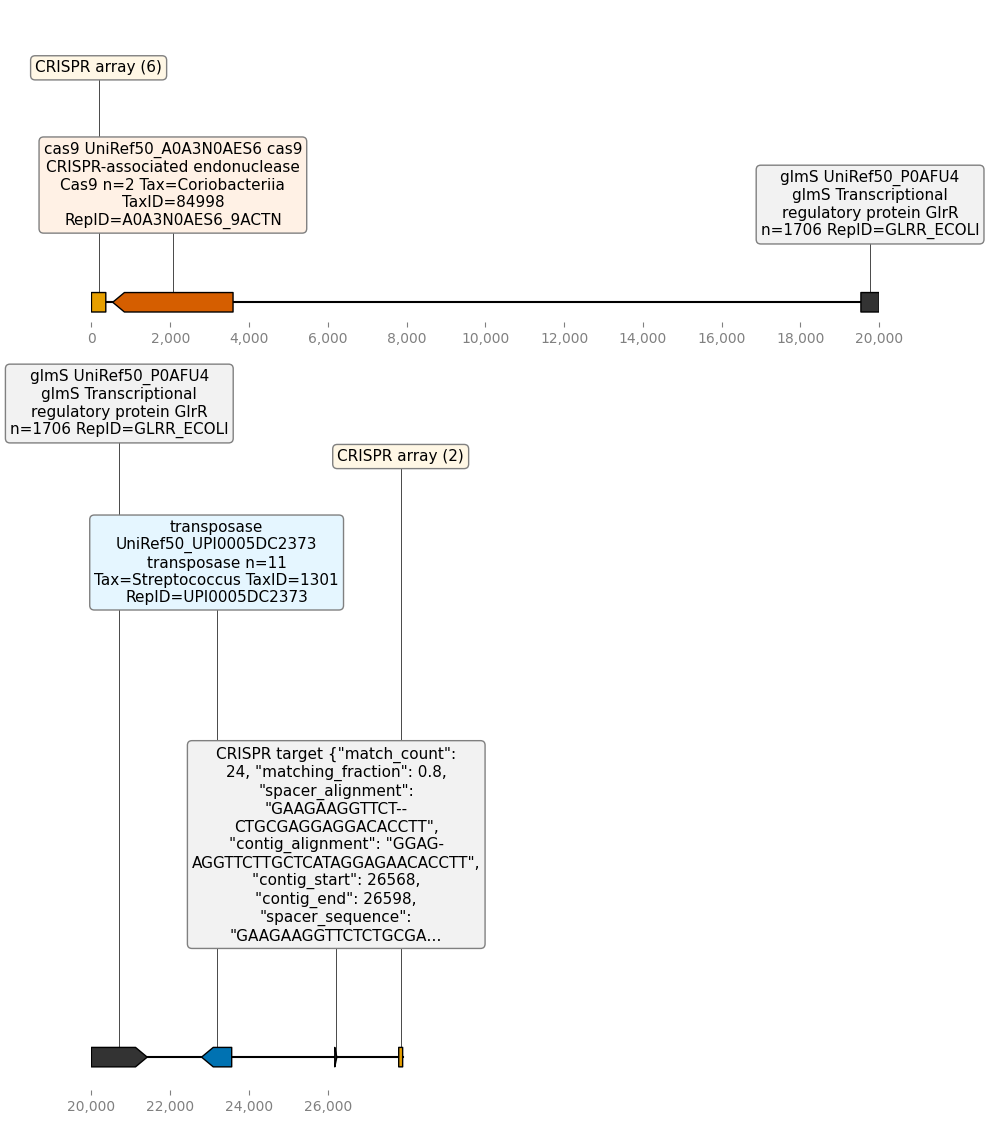 CRISPR array (6)
cas9 UniRef50_A0A3N0AES6 cas9
CRISPR-associated endonuclease
Cas9 n=2 Tax=Coriobacteriia
TaxID=84998
RepID=A0A3N0AES6_9ACTN
glmS UniRef50_P0AFU4
glmS Transcriptional
regulatory protein GlrR
n=1706 RepID=GLRR_ECOLI
0
2,000
4,000
6,000
8,000
10,000
12,000
14,000
16,000
18,000
20,000
glmS UniRef50_P0AFU4
glmS Transcriptional
regulatory protein GlrR
n=1706 RepID=GLRR_ECOLI
CRISPR array (2)
transposase
UniRef50_UPI0005DC2373
transposase n=11
Tax=Streptococcus TaxID=1301
RepID=UPI0005DC2373
CRISPR target {"match_count":
24, "matching_fraction": 0.8,
"spacer_alignment":
"GAAGAAGGTTCT--
CTGCGAGGAGGACACCTT",
"contig_alignment": "GGAG-
AGGTTCTTGCTCATAGGAGAACACCTT",
"contig_start": 26568,
"contig_end": 26598,
"spacer_sequence":
"GAAGAAGGTTCTCTGCGA...
20,000
22,000
24,000
26,000